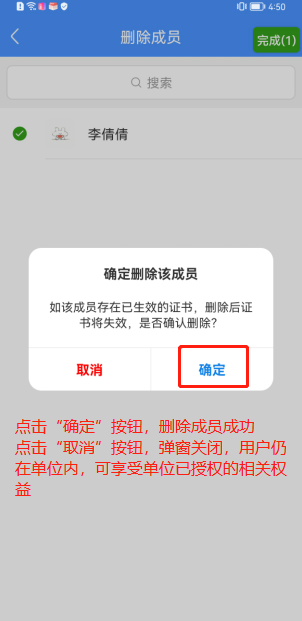 4:50
删除成员
完成(1)
搜索
李倩倩
确定删除该成员
如该成员存在已生效的证书，删除后证
书将失效，是否确认删除？
取消
确定
点击“确定”按钮，删除成员成功
点击“取消”按钮，弹窗关闭，用户仍
在单位内，可享受单位已授权的相关权
益